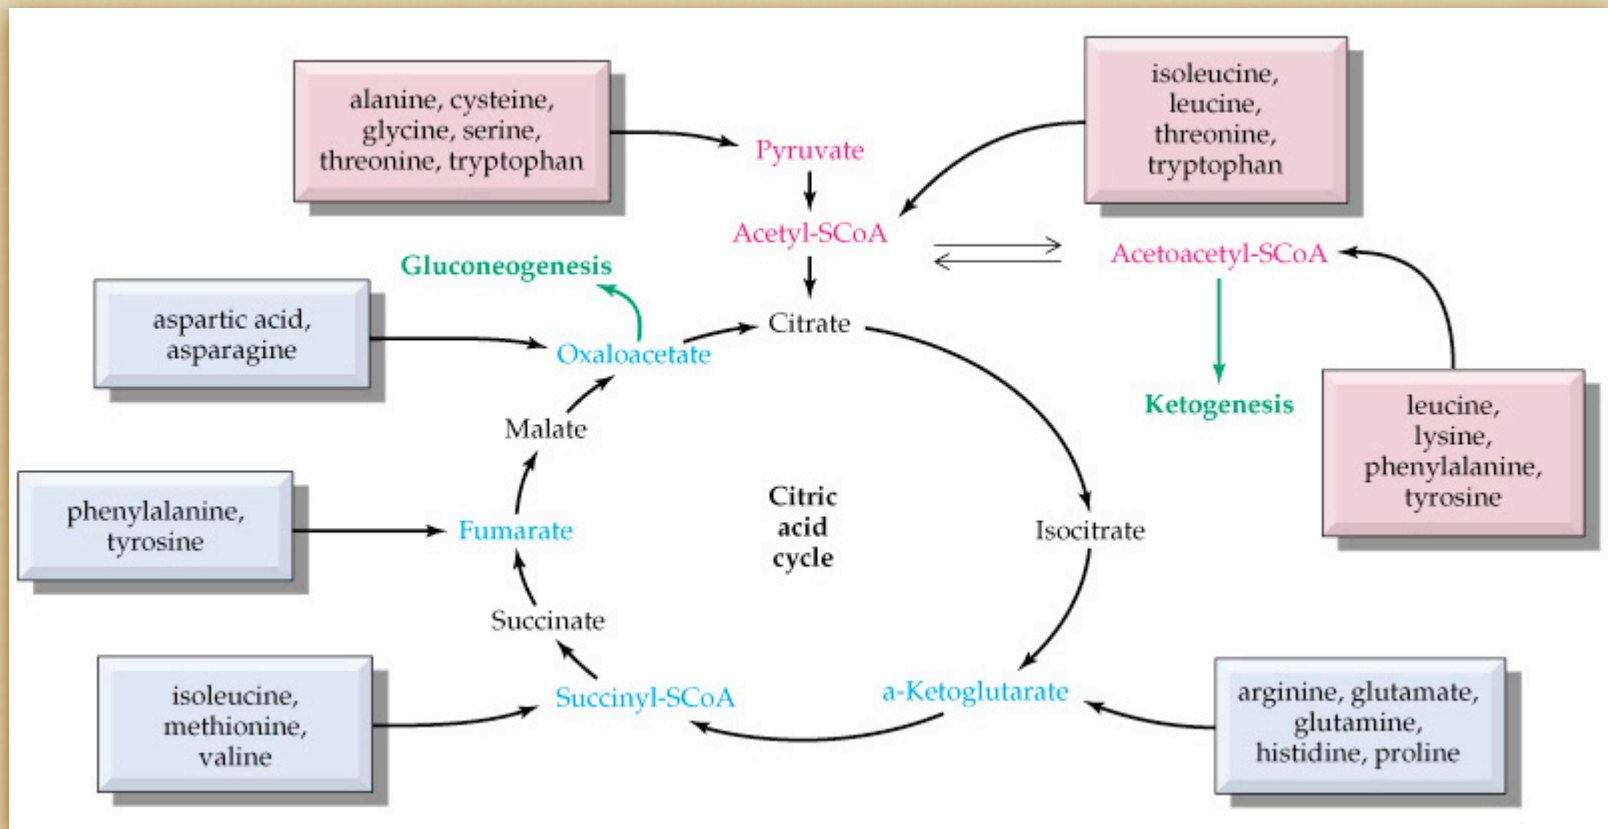 alanine, cysteine,
glycine, serine,
threonine, tryptophan
isoleucine,
leucine,
threonine,
tryptophan
Pyruvate
Acetyl-SCoA
Acetoacetyl-SCoA
Gluconeogenesis
aspartic acid,
asparagine
Citrate
Oxaloacetate
Ketogenesis
leucine,
lysine,
phenylalanine,
tyrosine
Malate
Citric
acid
cycle
phenylalanine,
tyrosine
Fumarate
Isocitrate
Succinate
isoleucine,
methionine,
valine
Succinyl-SCoA
a-Ketoglutarate
arginine, glutamate,
glutamine,
histidine, proline